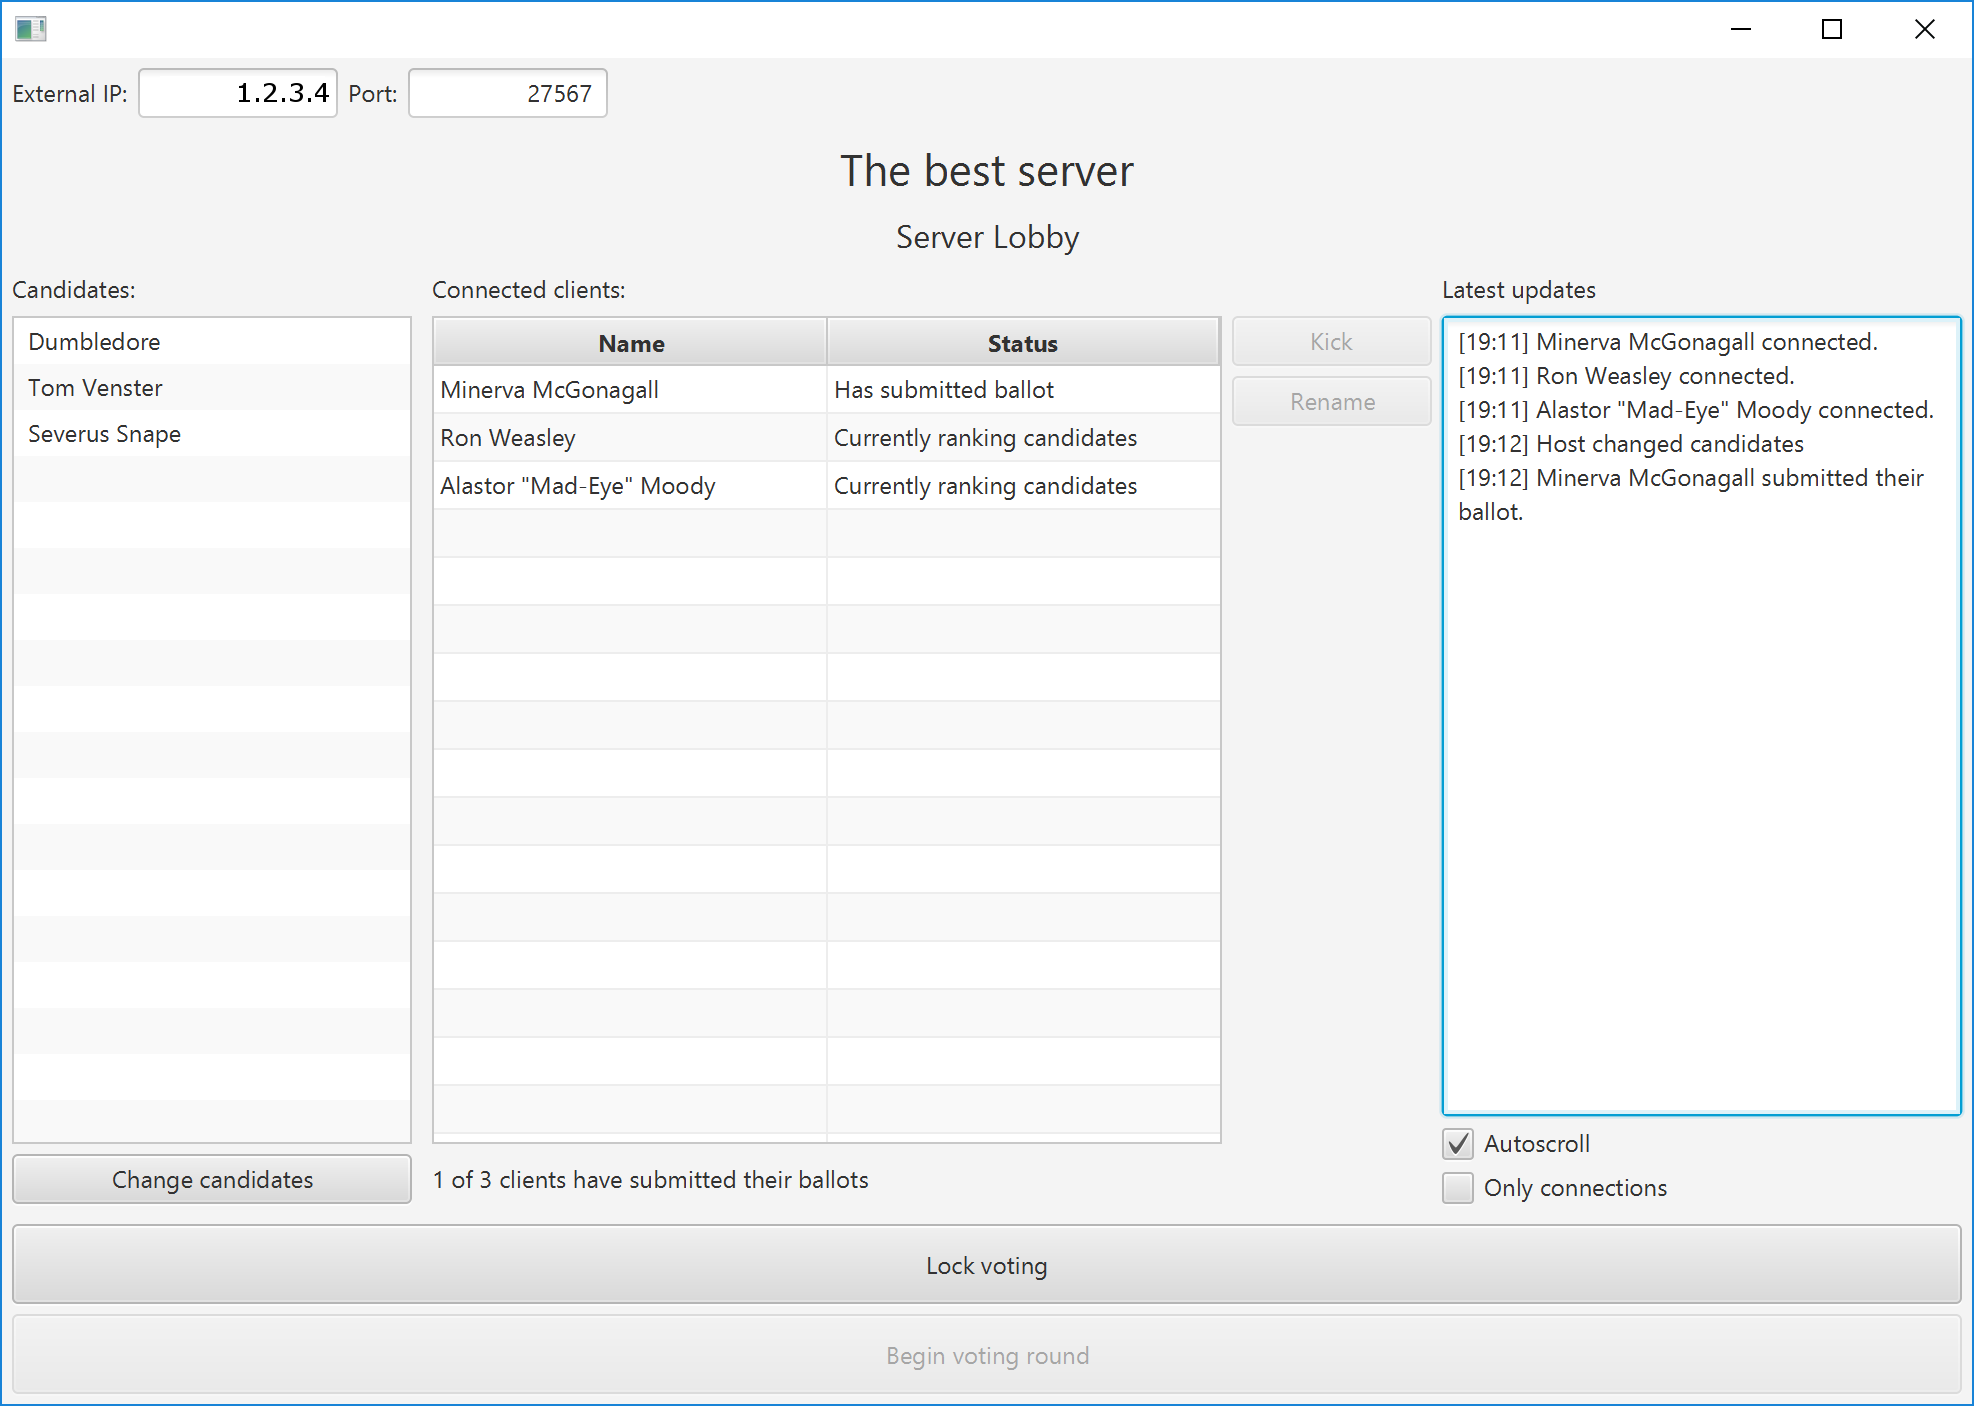 External IP: 1.2.3.4 Port: 27567
The best server
Server Lobby
Candidates:
Dumbledore
Tom Venster
Severus Snape
Change candidates
Connected clients:
Name Status
Minerva McGonagall Has submitted ballot
Ron Weasley Currently ranking candidates
Alastor "Mad-Eye" Moody Currently ranking candidates
1 of 3 clients have submitted their ballots
Kick
Rename
Latest updates
[19:11] Minerva McGonagall connected.
[19:11] Ron Weasley connected.
[19:11] Alastor "Mad-Eye" Moody connected.
[19:12] Host changed candidates
[19:12] Minerva McGonagall submitted their
ballot.
Autoscroll
Only connections
Lock voting
Begin voting round